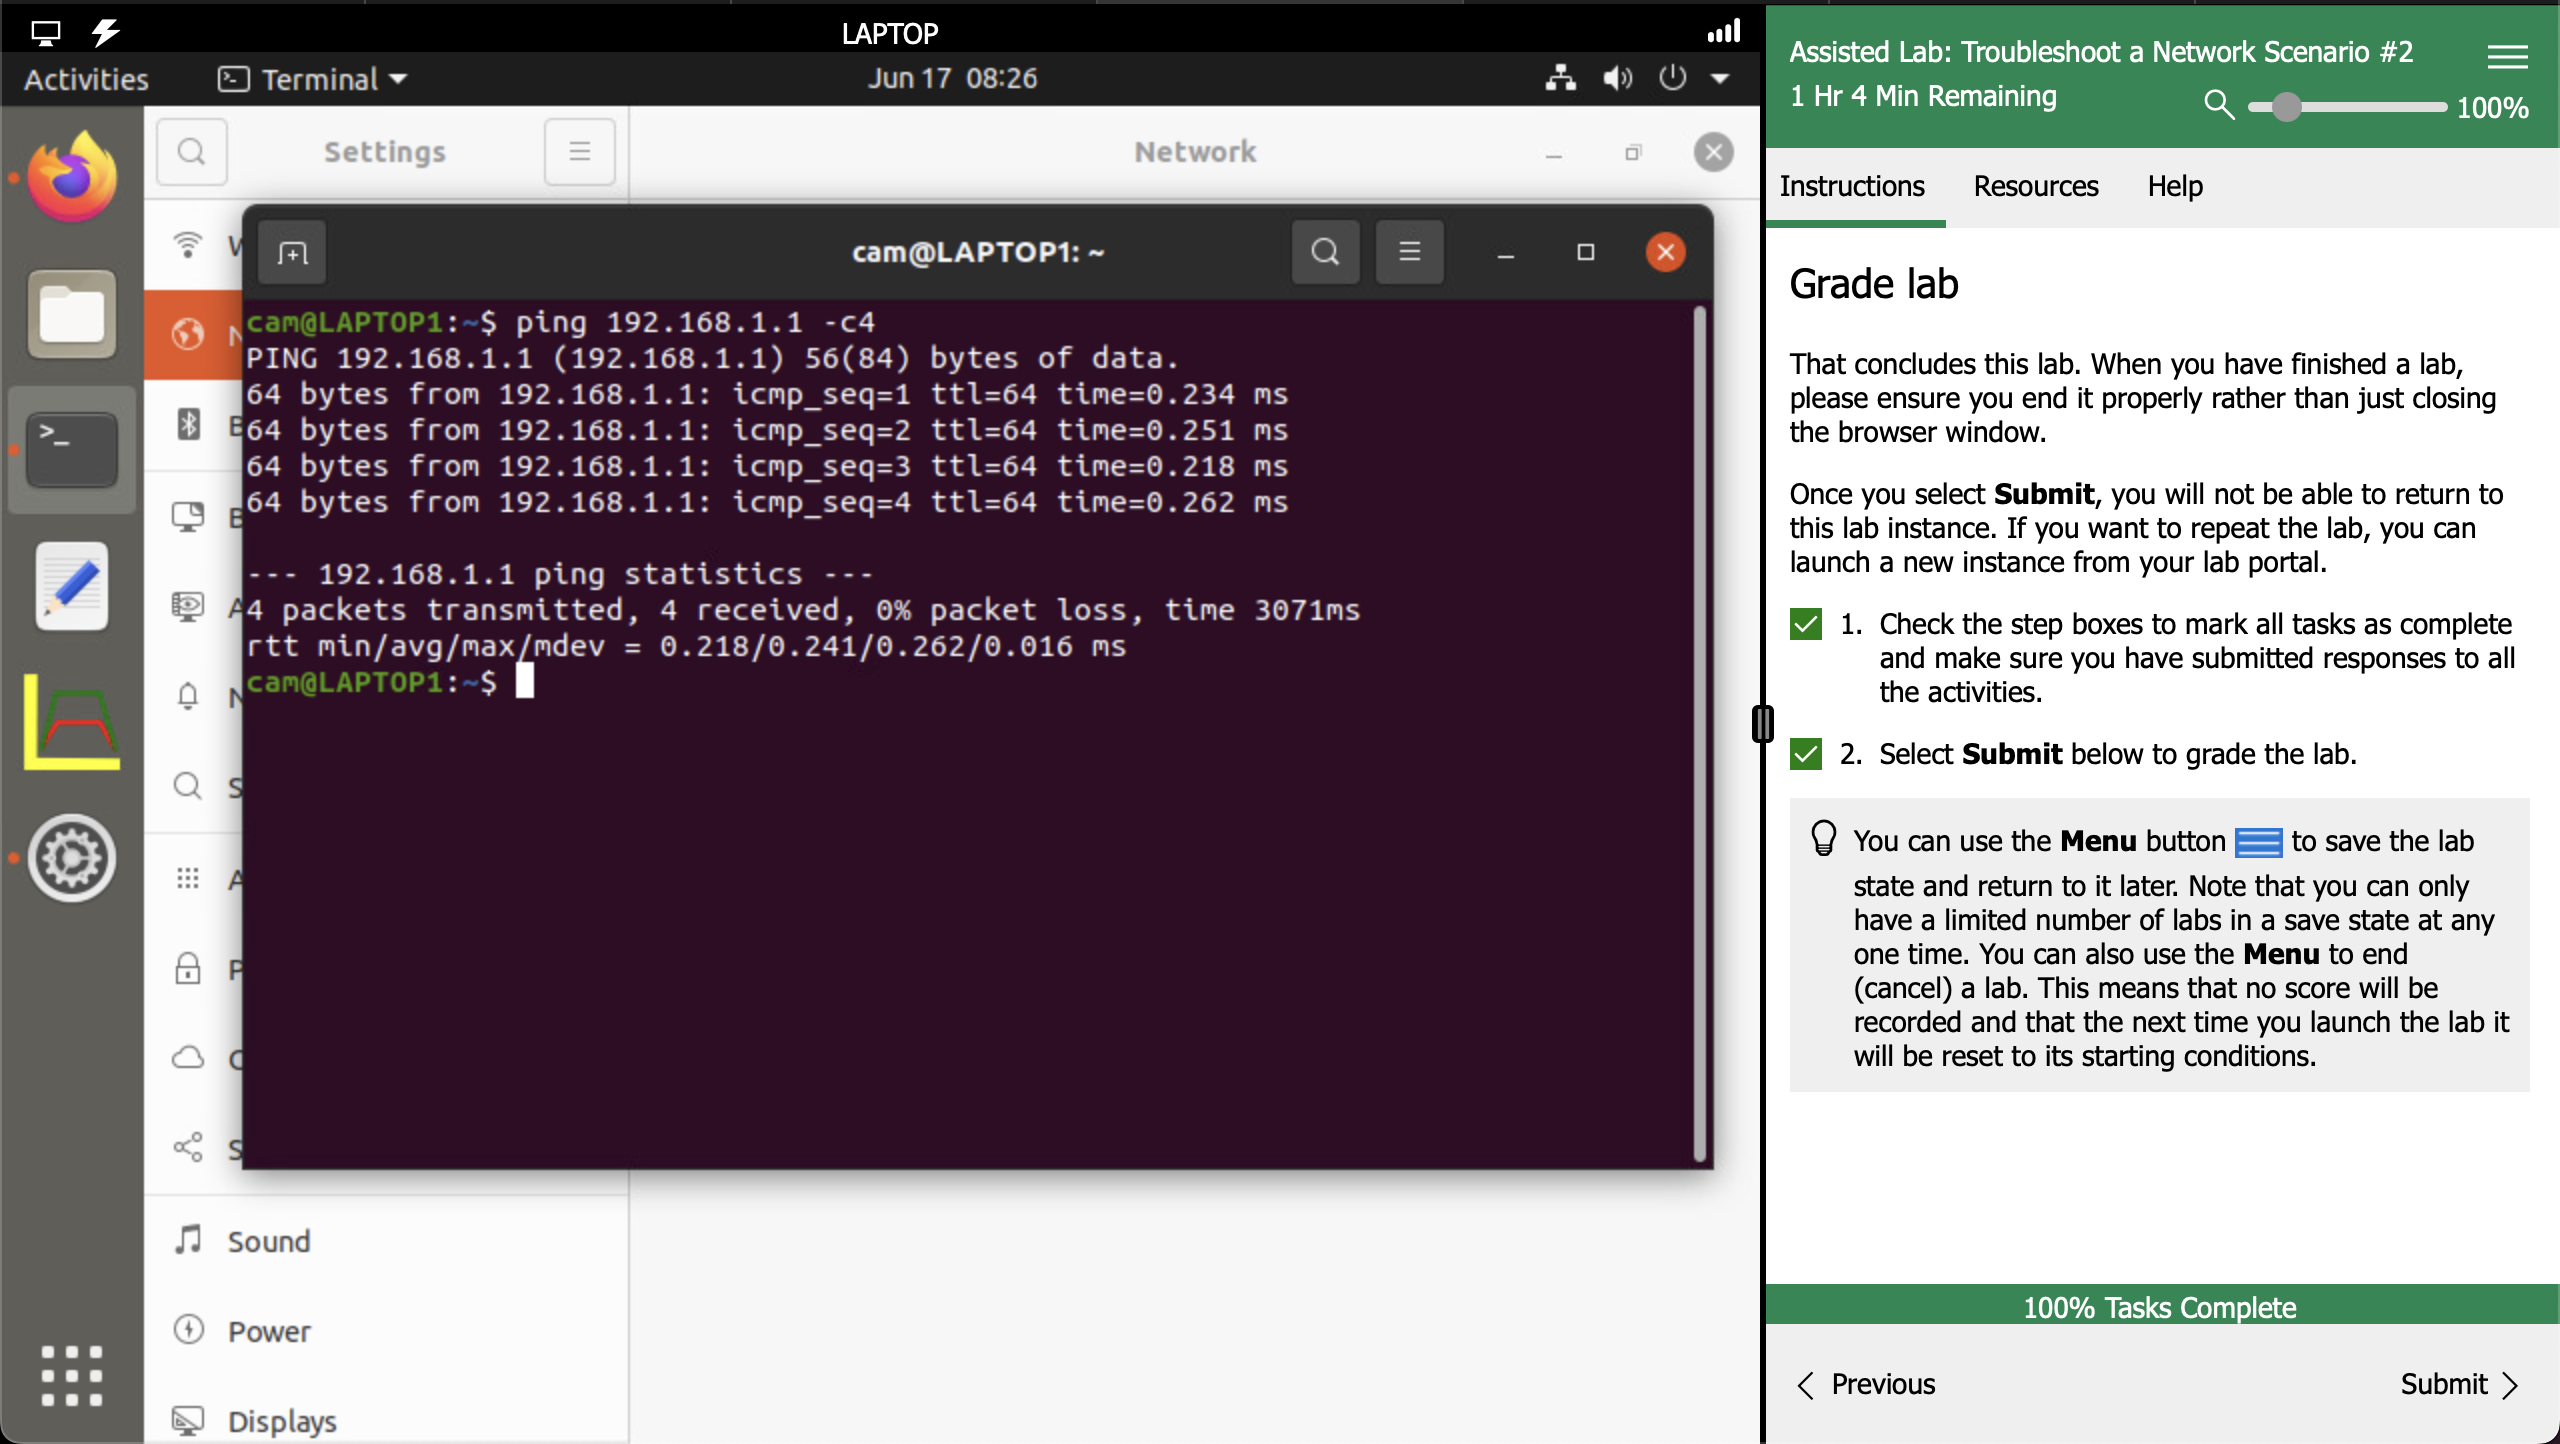 LAPTOP
Activities
Terminal
Jun 17 08:26
Settings
Network
cam@LAPTOP1: ~
cam@LAPTOP1:~$ ping 192.168.1.1 -c4
PING 192.168.1.1 (192.168.1.1) 56(84) bytes of data.
64 bytes from 192.168.1.1: icmp_seq=1 ttl=64 time=0.234 ms
64 bytes from 192.168.1.1: icmp_seq=2 ttl=64 time=0.251 ms
64 bytes from 192.168.1.1: icmp_seq=3 ttl=64 time=0.218 ms
64 bytes from 192.168.1.1: icmp_seq=4 ttl=64 time=0.262 ms
--- 192.168.1.1 ping statistics ---
4 packets transmitted, 4 received, 0% packet loss, time 3071ms
rtt min/avg/max/mdev = 0.218/0.241/0.262/0.016 ms
cam@LAPTOP1:~$
Sound
Power
Displays
Assisted Lab: Troubleshoot a Network Scenario #2
1 Hr 4 Min Remaining
100%
Instructions
Resources
Help
Grade lab
That concludes this lab. When you have finished a lab,
please ensure you end it properly rather than just closing
the browser window.
Once you select Submit, you will not be able to return to
this lab instance. If you want to repeat the lab, you can
launch a new instance from your lab portal.
1. Check the step boxes to mark all tasks as complete
and make sure you have submitted responses to all
the activities.
2. Select Submit below to grade the lab.
You can use the Menu button to save the lab
state and return to it later. Note that you can only
have a limited number of labs in a save state at any
one time. You can also use the Menu to end
(cancel) a lab. This means that no score will be
recorded and that the next time you launch the lab it
will be reset to its starting conditions.
100% Tasks Complete
Previous
Submit